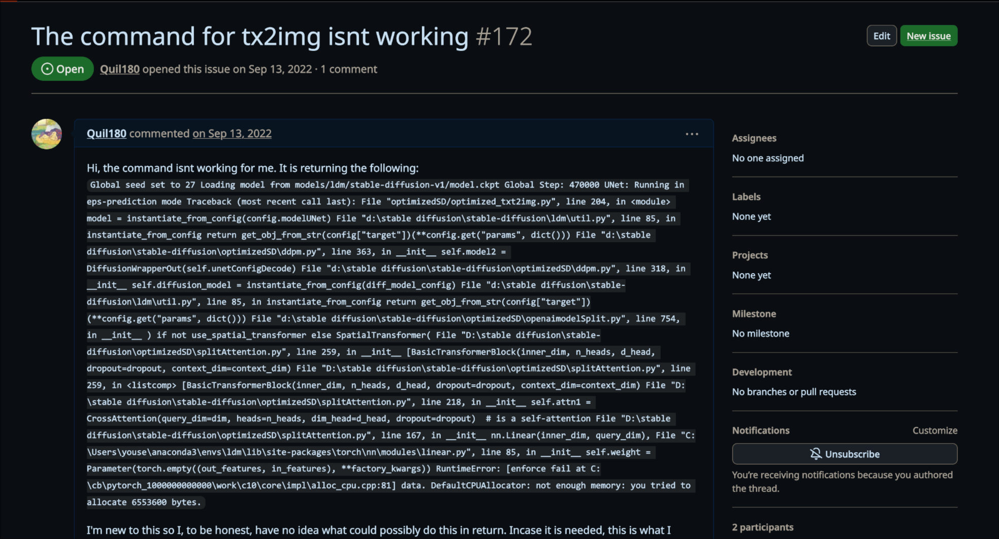 The command for tx2img isnt working #172
Edit
New issue
Open
Quil180 opened this issue on Sep 13, 2022 · 1 comment
Quil180 commented on Sep 13, 2022
Hi, the command isnt working for me. It is returning the following:
Global seed set to 27 Loading model from models/ldm/stable-diffusion-v1/model.ckpt Global Step: 470000 UNet: Running in
eps-prediction mode Traceback (most recent call last): File "optimizedSD/optimized_txt2img.py", line 204, in <module>
model = instantiate_from_config(config.modelUNet) File "d:\stable diffusion\stable-diffusion\ldm\util.py", line 85, in
instantiate_from_config return get_obj_from_str(config["target"])(**config.get("params", dict())) File "d:\stable
diffusion\stable-diffusion\optimizedSD\ddpm.py", line 363, in __init__ self.model2 =
DiffusionWrapperOut(self.unetConfigDecode) File "d:\stable diffusion\stable-diffusion\optimizedSD\ddpm.py", line 318, in
__init__ self.diffusion_model = instantiate_from_config(diff_model_config) File "d:\stable diffusion\stable-
diffusion\ldm\util.py", line 85, in instantiate_from_config return get_obj_from_str(config["target"])
(**config.get("params", dict())) File "d:\stable diffusion\stable-diffusion\optimizedSD\openaimodelSplit.py", line 754,
in __init__ ) if not use_spatial_transformer else SpatialTransformer( File "D:\stable diffusion\stable-
diffusion\optimizedSD\splitAttention.py", line 259, in __init__ [BasicTransformerBlock(inner_dim, n_heads, d_head,
dropout=dropout, context_dim=context_dim) File "D:\stable diffusion\stable-diffusion\optimizedSD\splitAttention.py", line
259, in <listcomp> [BasicTransformerBlock(inner_dim, n_heads, d_head, dropout=dropout, context_dim=context_dim) File "D:
\stable diffusion\stable-diffusion\optimizedSD\splitAttention.py", line 218, in __init__ self.attn1 =
CrossAttention(query_dim=dim, heads=n_heads, dim_head=d_head, dropout=dropout)  # is a self-attention File "D:\stable
diffusion\stable-diffusion\optimizedSD\splitAttention.py", line 167, in __init__ nn.Linear(inner_dim, query_dim), File "C:
\Users\youse\anaconda3\envs\ldm\lib\site-packages\torch\nn\modules\linear.py", line 85, in __init__ self.weight =
Parameter(torch.empty((out_features, in_features), **factory_kwargs)) RuntimeError: [enforce fail at C:
\cb\pytorch_1000000000000\work\c10\core\impl\alloc_cpu.cpp:81] data. DefaultCPUAllocator: not enough memory: you tried to
allocate 6553600 bytes.
I'm new to this so I, to be honest, have no idea what could possibly do this in return. Incase it is needed, this is what I
Assignees
No one assigned
Labels
None yet
Projects
None yet
Milestone
No milestone
Development
No branches or pull requests
Notifications
Customize
Unsubscribe
You're receiving notifications because you authored
the thread.
2 participants